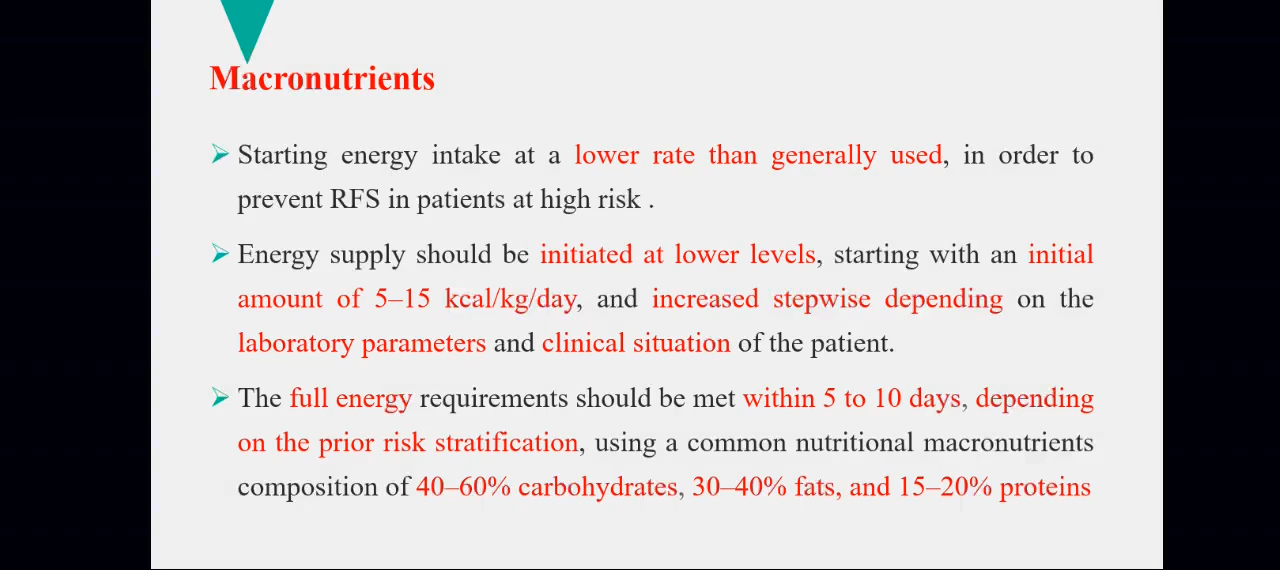 Macronutrients
Starting energy intake at a lower rate than generally used, in order to
prevent RFS in patients at high risk .
Energy supply should be initiated at lower levels, starting with an initial
amount of 5–15 kcal/kg/day, and increased stepwise depending on the
laboratory parameters and clinical situation of the patient.
The full energy requirements should be met within 5 to 10 days, depending
on the prior risk stratification, using a common nutritional macronutrients
composition of 40–60% carbohydrates, 30–40% fats, and 15–20% proteins